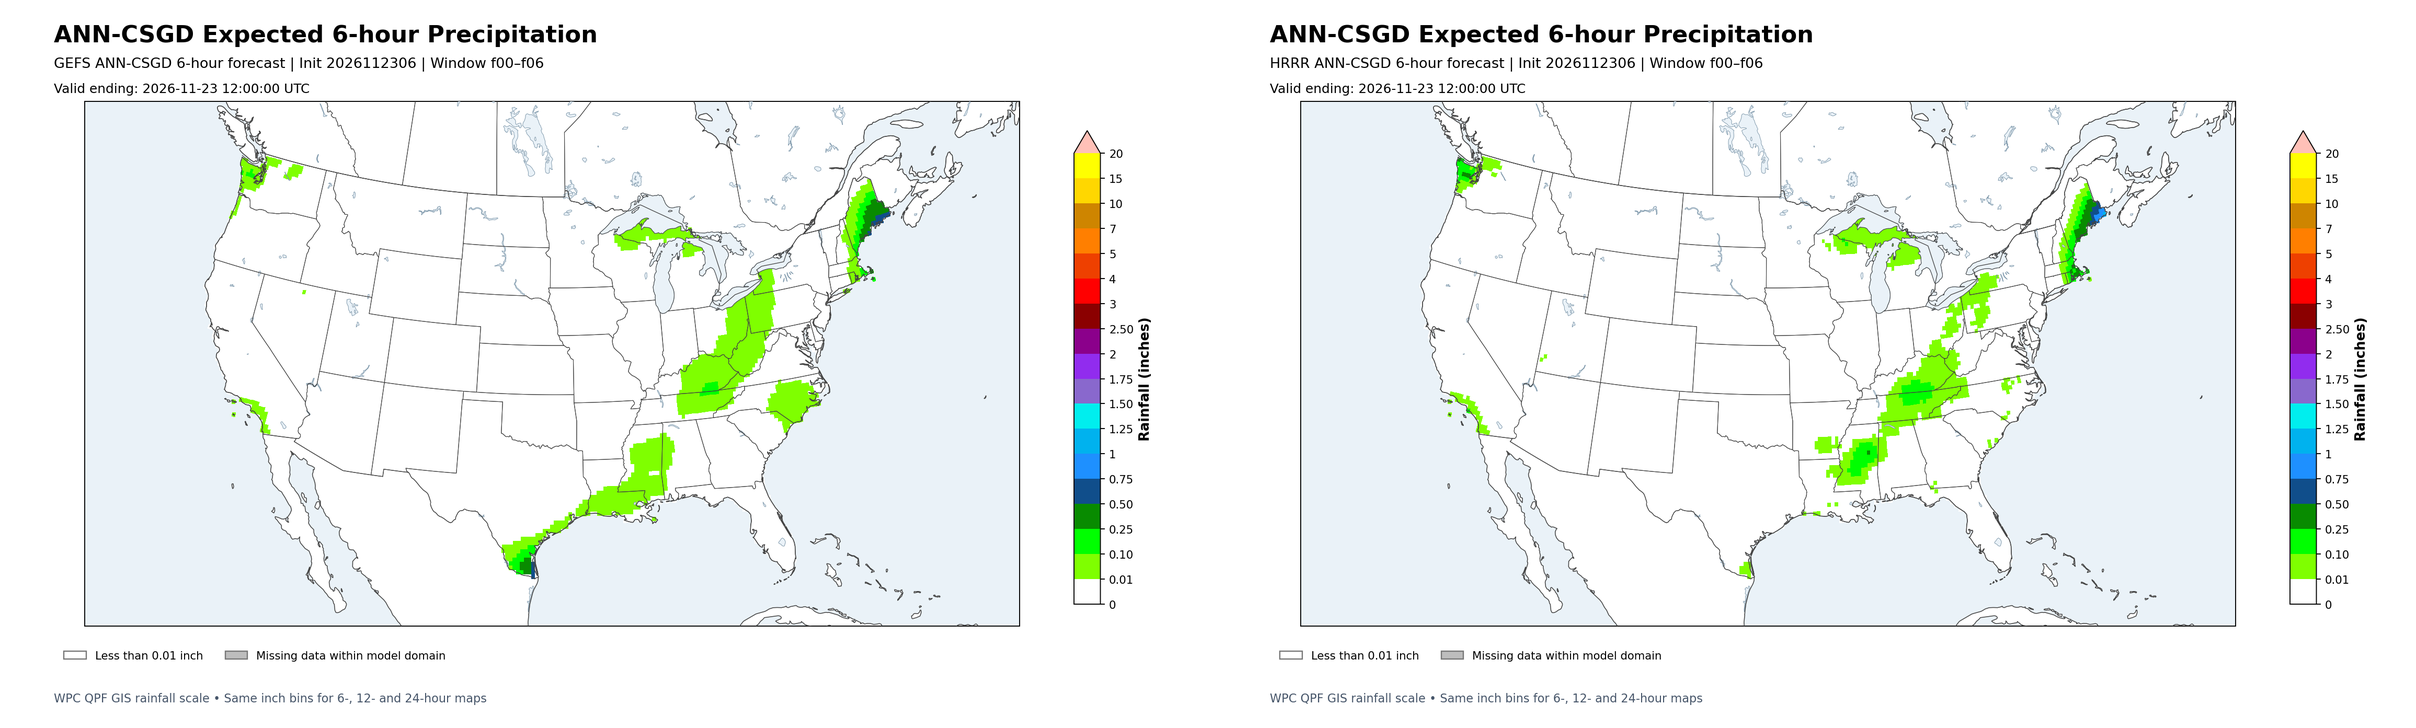 ANN-CSGD Expected 6-hour Precipitation
GEFS ANN-CSGD 6-hour forecast | Init 2026112306 | Window f00–f06
Valid ending: 2026-11-23 12:00:00 UTC
20
15
10
7
5
4
3
2.50
2
1.75
1.50
1.25
1
0.75
0.50
0.25
0.10
0.01
0
Rainfall (inches)
Less than 0.01 inch
Missing data within model domain
WPC QPF GIS rainfall scale • Same inch bins for 6-, 12- and 24-hour maps
ANN-CSGD Expected 6-hour Precipitation
HRRR ANN-CSGD 6-hour forecast | Init 2026112306 | Window f00–f06
Valid ending: 2026-11-23 12:00:00 UTC
20
15
10
7
5
4
3
2.50
2
1.75
1.50
1.25
1
0.75
0.50
0.25
0.10
0.01
0
Rainfall (inches)
Less than 0.01 inch
Missing data within model domain
WPC QPF GIS rainfall scale • Same inch bins for 6-, 12- and 24-hour maps